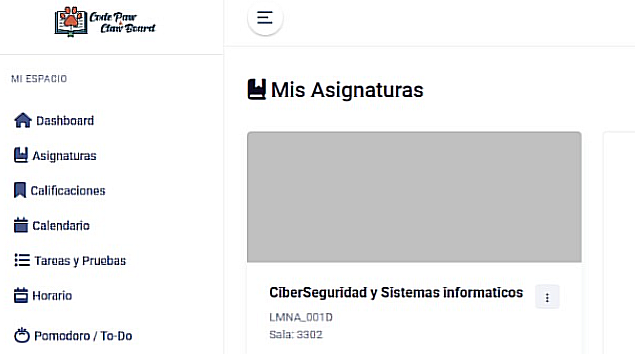 Code Paw
Claw Board
MI ESPACIO
Dashboard
Asignaturas
Calificaciones
Calendario
Tareas y Pruebas
Horario
Pomodoro / To-Do
Mis Asignaturas
CiberSeguridad y Sistemas informaticos
LMNA_001D
Sala: 3302